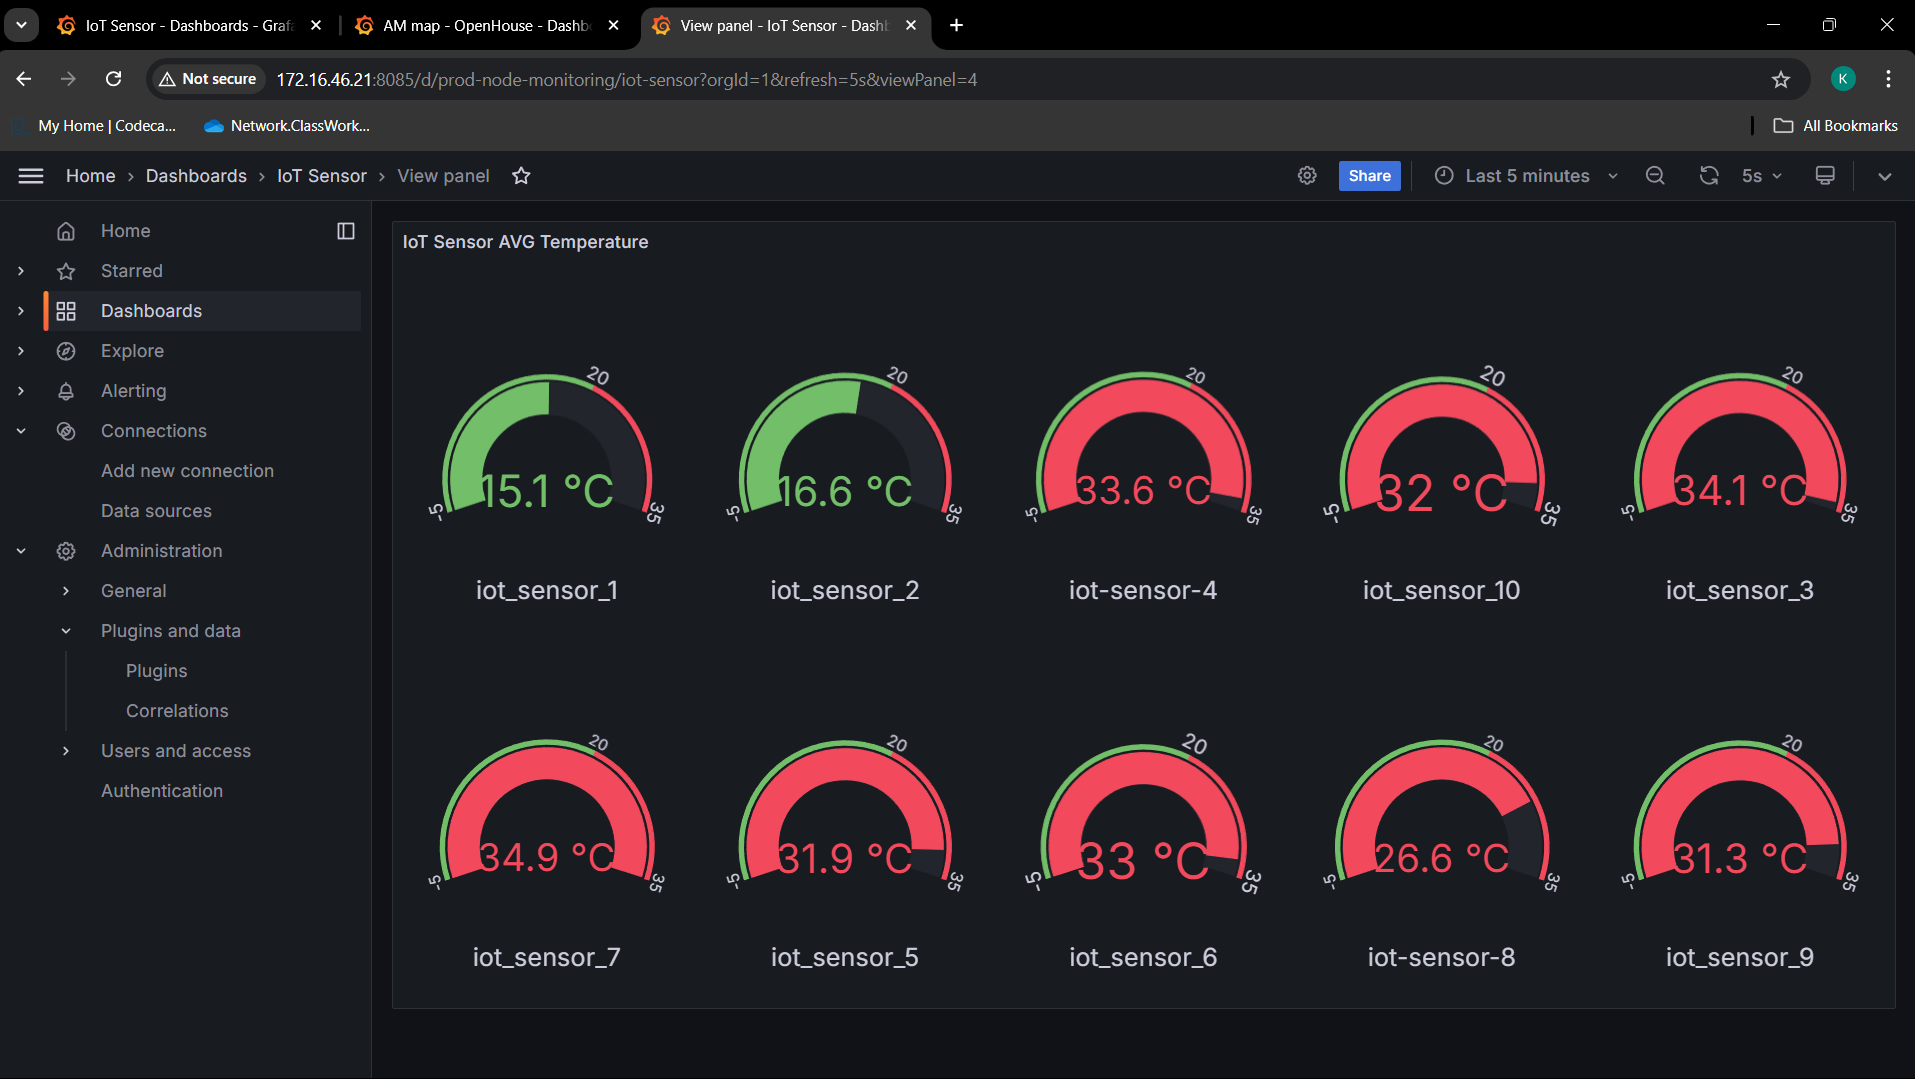 IoT Sensor - Dashboards - Grafa
AM map - OpenHouse - Dashb
View panel - IoT Sensor - Dashb
Not secure
172.16.46.21:8085/d/prod-node-monitoring/iot-sensor?orgId=1&refresh=5s&viewPanel=4
K
My Home | Codeca...
Network.ClassWork...
All Bookmarks
Home › Dashboards › IoT Sensor › View panel
Share
Last 5 minutes
5s
Home
Starred
Dashboards
Explore
Alerting
Connections
Add new connection
Data sources
Administration
General
Plugins and data
Plugins
Correlations
Users and access
Authentication
IoT Sensor AVG Temperature
20
-5
35
15.1 °C
iot_sensor_1
20
-5
35
16.6 °C
iot_sensor_2
20
-5
35
33.6 °C
iot-sensor-4
20
-5
35
32 °C
iot_sensor_10
20
-5
35
34.1 °C
iot_sensor_3
20
-5
35
34.9 °C
iot_sensor_7
20
-5
35
31.9 °C
iot_sensor_5
20
-5
35
33 °C
iot_sensor_6
20
-5
35
26.6 °C
iot-sensor-8
20
-5
35
31.3 °C
iot_sensor_9